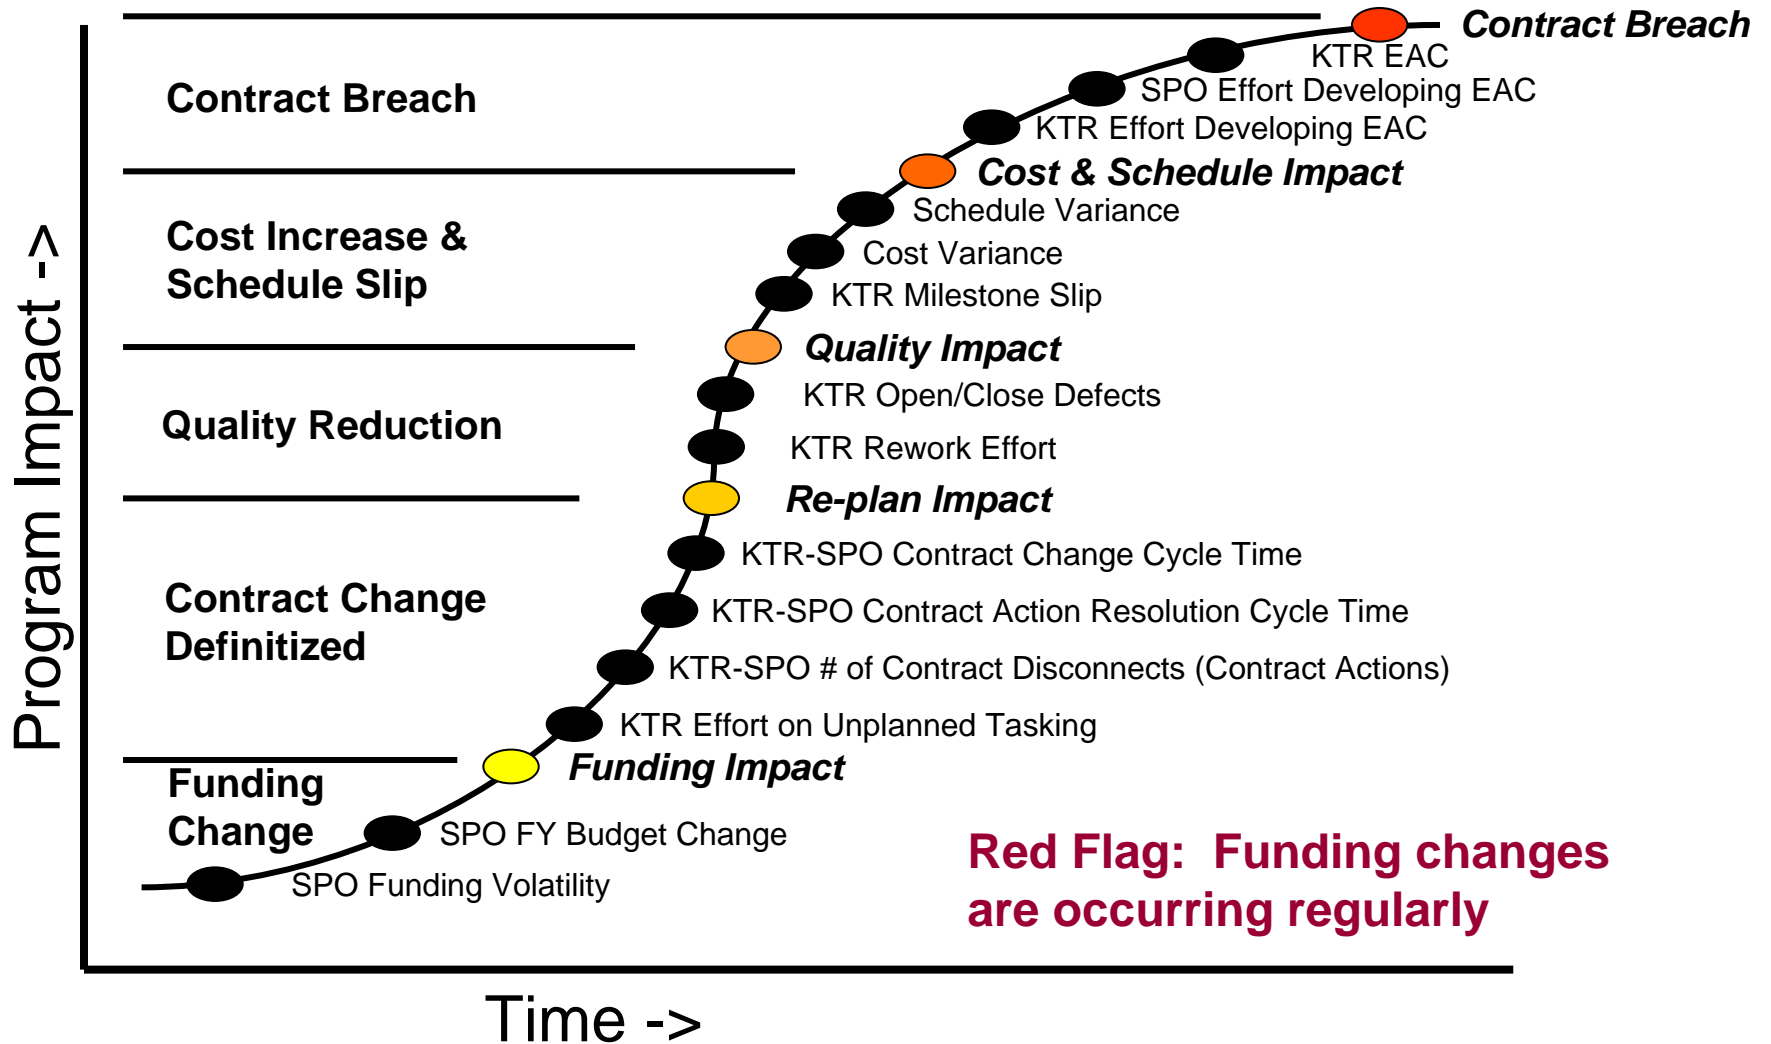 Contract Breach
KTR EAC
Contract Breach
SPO Effort Developing EAC
KTR Effort Developing EAC
Cost & Schedule Impact
Schedule Variance
Cost Increase &
Schedule Slip
Cost Variance
KTR Milestone Slip
Quality Impact
KTR Open/Close Defects
Quality Reduction
KTR Rework Effort
Re-plan Impact
KTR-SPO Contract Change Cycle Time
Contract Change
Definitized
KTR-SPO Contract Action Resolution Cycle Time
KTR-SPO # of Contract Disconnects (Contract Actions)
KTR Effort on Unplanned Tasking
Funding Impact
Funding
Change
SPO FY Budget Change
SPO Funding Volatility
Red Flag: Funding changes
are occurring regularly
Program Impact ->
Time ->